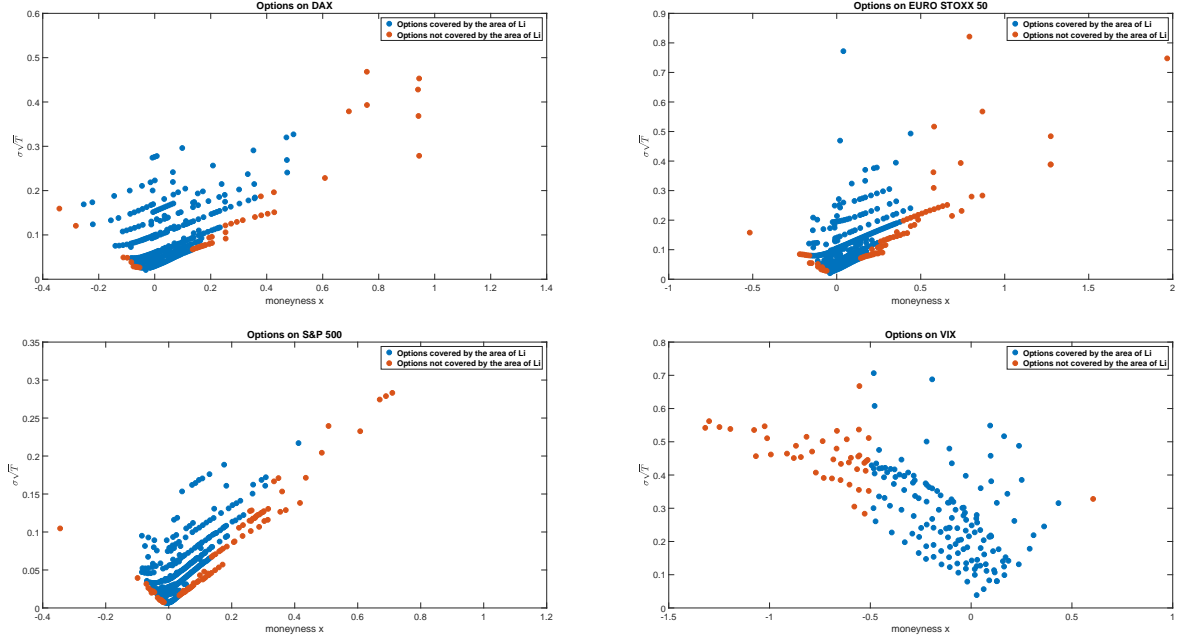 Options on DAX
0.6
0.5
0.4
0.3
0.2
0.1
0
σ√T
-0.4 -0.2 0 0.2 0.4 0.6 0.8 1 1.2 1.4
moneyness x
Options covered by the area of Li
Options not covered by the area of Li
Options on EURO STOXX 50
0.9
0.8
0.7
0.6
0.5
0.4
0.3
0.2
0.1
0
σ√T
-1 -0.5 0 0.5 1 1.5 2
moneyness x
Options covered by the area of Li
Options not covered by the area of Li
Options on S&P 500
0.35
0.3
0.25
0.2
0.15
0.1
0.05
0
σ√T
-0.4 -0.2 0 0.2 0.4 0.6 0.8 1 1.2
moneyness x
Options covered by the area of Li
Options not covered by the area of Li
Options on VIX
0.8
0.7
0.6
0.5
0.4
0.3
0.2
0.1
0
σ√T
-1.5 -1 -0.5 0 0.5 1
moneyness x
Options covered by the area of Li
Options not covered by the area of Li